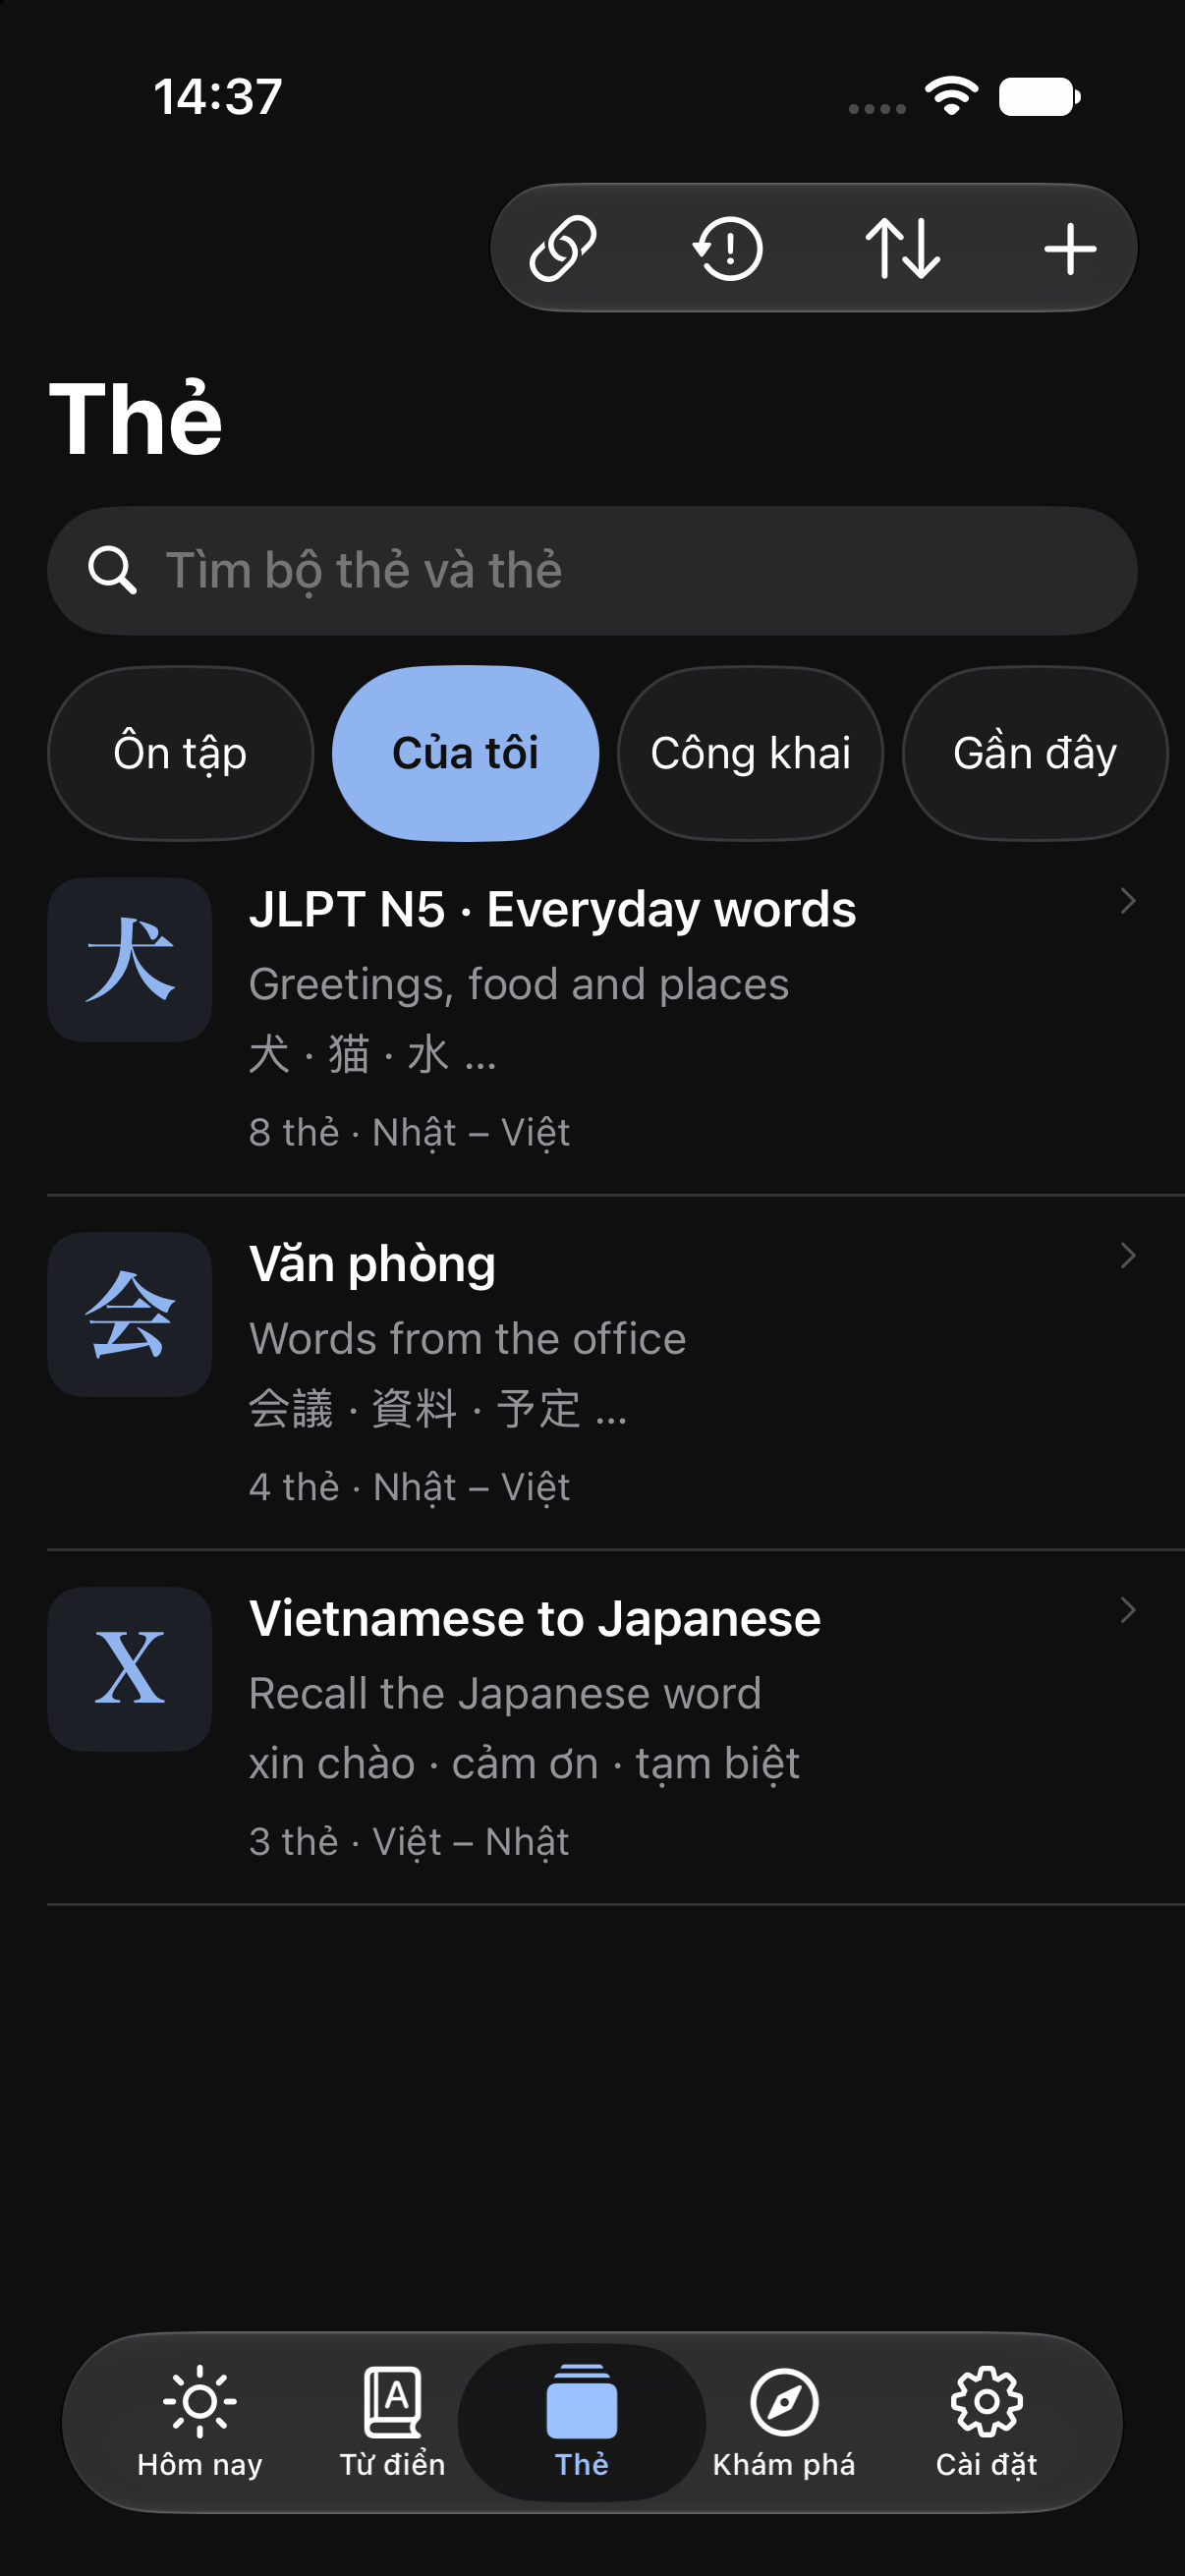 14:37
Thẻ
Tìm bộ thẻ và thẻ
Ôn tập
Của tôi
Công khai
Gần đây
犬
JLPT N5 · Everyday words
Greetings, food and places
犬 · 猫 · 水 ...
8 thẻ · Nhật – Việt
会
Văn phòng
Words from the office
会議 · 資料 · 予定 ...
4 thẻ · Nhật – Việt
X
Vietnamese to Japanese
Recall the Japanese word
xin chào · cảm ơn · tạm biệt
3 thẻ · Việt – Nhật
A
Hôm nay
Từ điển
Thẻ
Khám phá
Cài đặt